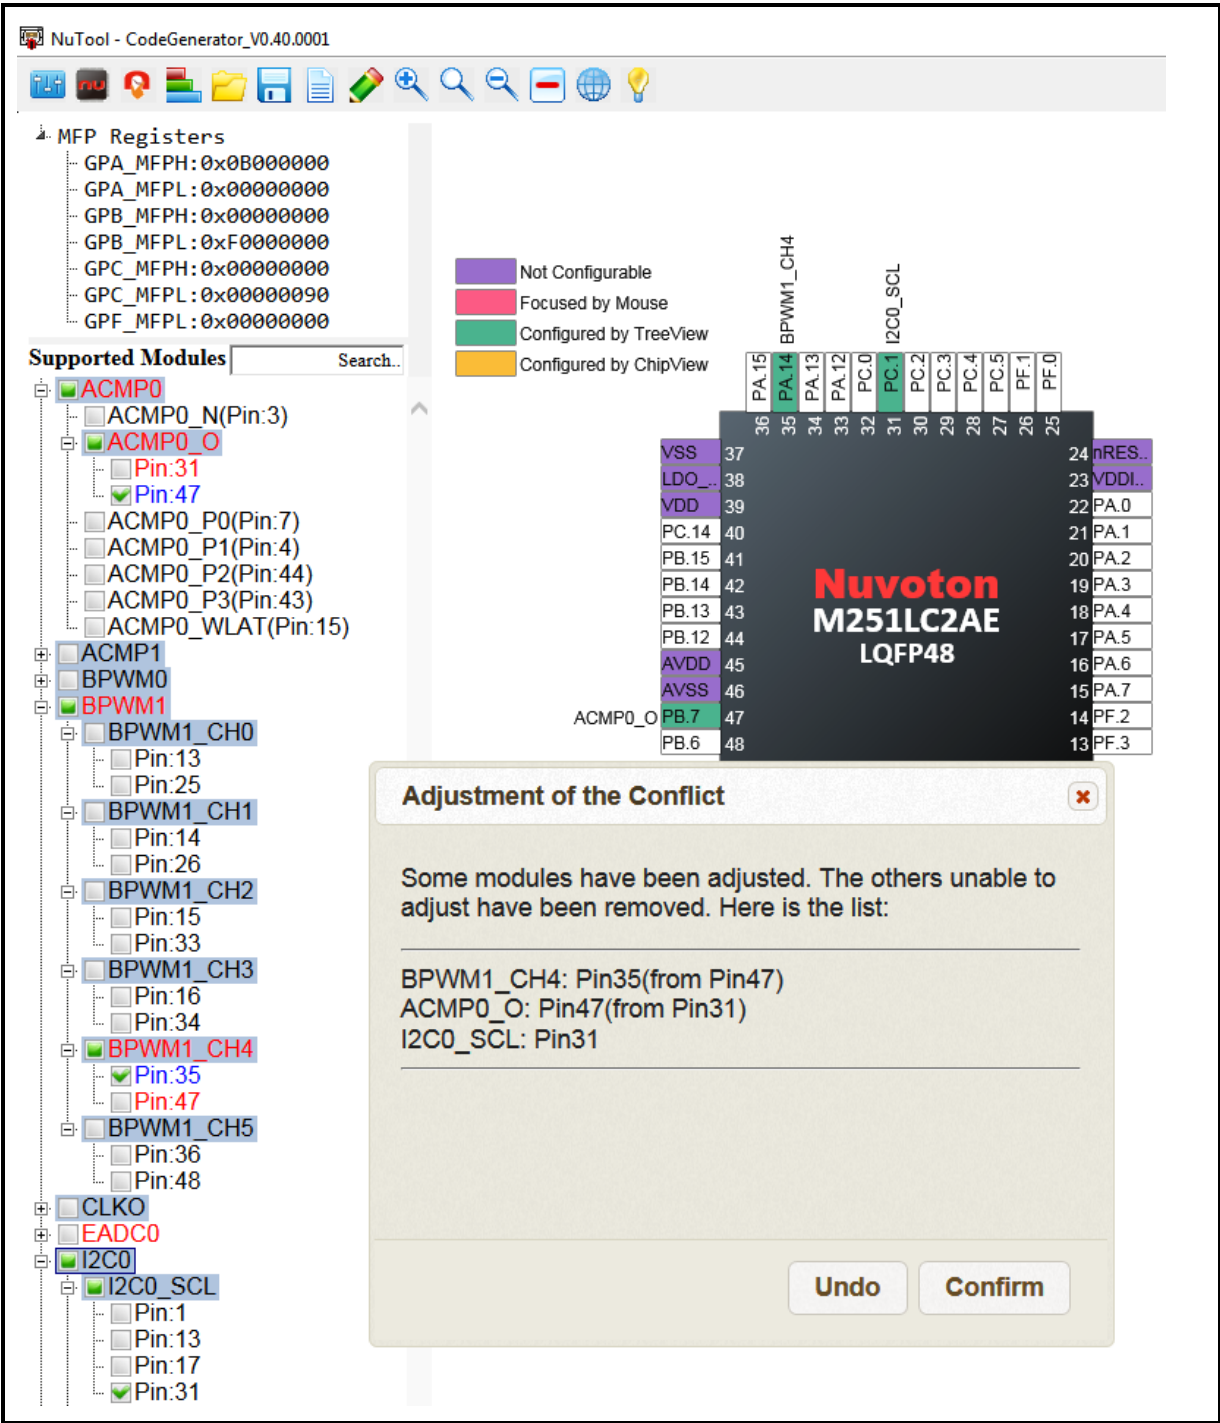 NuTool - CodeGenerator_V0.40.0001
nu
MFP Registers
GPA_MFPH:0x0B000000
GPA_MFPL:0x00000000
GPB_MFPH:0x00000000
GPB_MFPL:0xF0000000
GPC_MFPH:0x00000000
GPC_MFPL:0x00000090
GPF_MFPL:0x00000000
Supported Modules
Search..
ACMP0
ACMP0_N(Pin:3)
ACMP0_O
Pin:31
Pin:47
ACMP0_P0(Pin:7)
ACMP0_P1(Pin:4)
ACMP0_P2(Pin:44)
ACMP0_P3(Pin:43)
ACMP0_WLAT(Pin:15)
ACMP1
BPWM0
BPWM1
BPWM1_CH0
Pin:13
Pin:25
BPWM1_CH1
Pin:14
Pin:26
BPWM1_CH2
Pin:15
Pin:33
BPWM1_CH3
Pin:16
Pin:34
BPWM1_CH4
Pin:35
Pin:47
BPWM1_CH5
Pin:36
Pin:48
CLKO
EADC0
I2C0
I2C0_SCL
Pin:1
Pin:13
Pin:17
Pin:31
Not Configurable
Focused by Mouse
Configured by TreeView
Configured by ChipView
BPWM1_CH4
I2C0_SCL
PA.15
PA.14
PA.13
PA.12
PC.0
PC.1
PC.2
PC.3
PC.4
PC.5
PF.1
PF.0
36
35
34
33
32
31
30
29
28
27
26
25
VSS 37
LDO_.. 38
VDD 39
PC.14 40
PB.15 41
PB.14 42
PB.13 43
PB.12 44
AVDD 45
AVSS 46
ACMP0_O PB.7 47
PB.6 48
Nuvoton
M251LC2AE
LQFP48
24 nRES..
23 VDDI..
22 PA.0
21 PA.1
20 PA.2
19 PA.3
18 PA.4
17 PA.5
16 PA.6
15 PA.7
14 PF.2
13 PF.3
Adjustment of the Conflict
Some modules have been adjusted. The others unable to
adjust have been removed. Here is the list:
BPWM1_CH4: Pin35(from Pin47)
ACMP0_O: Pin47(from Pin31)
I2C0_SCL: Pin31
Undo
Confirm